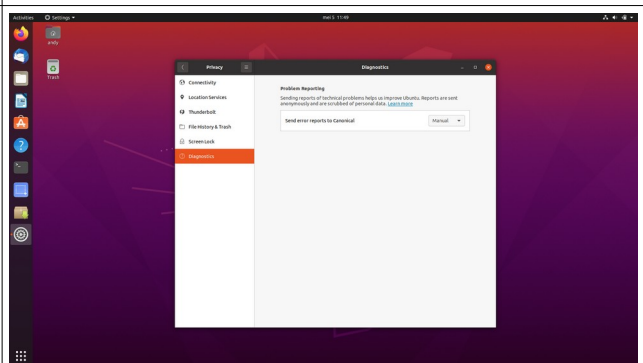 Activities
Settings
mei 5 11:49
andy
Trash
Privacy
Diagnostics
Connectivity
Location Services
Thunderbolt
File History & Trash
Screen Lock
Diagnostics
Problem Reporting
Sending reports of technical problems helps us improve Ubuntu. Reports are sent
anonymously and are scrubbed of personal data. Learn more
Send error reports to Canonical
Manual